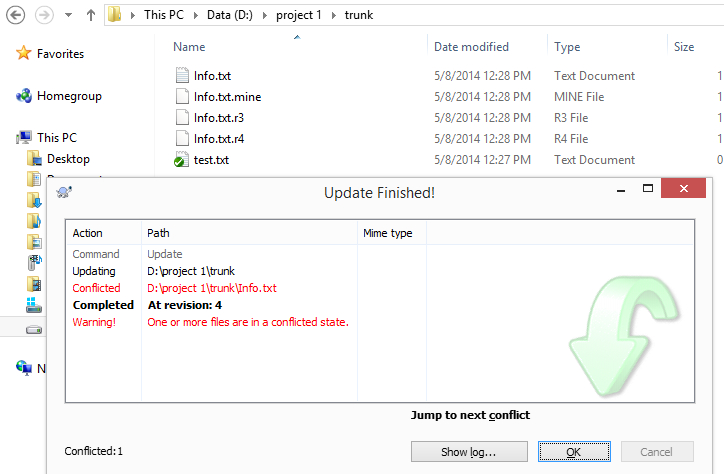 This PC Data (D:) project 1 trunk
Favorites
Homegroup
This PC
Desktop
Name Date modified Type Size
Info.txt 5/8/2014 12:28 PM Text Document 1
Info.txt.mine 5/8/2014 12:28 PM MINE File 1
Info.txt.r3 5/8/2014 12:28 PM R3 File 1
Info.txt.r4 5/8/2014 12:28 PM R4 File 1
test.txt 5/8/2014 12:27 PM Text Document 1
N
Update Finished!
Action Path Mime type
Command Update
Updating D:\project 1\trunk
Conflicted D:\project 1\trunk\Info.txt
Completed At revision: 4
Warning! One or more files are in a conflicted state.
Jump to next conflict
Conflicted:1
Show log... OK Cancel